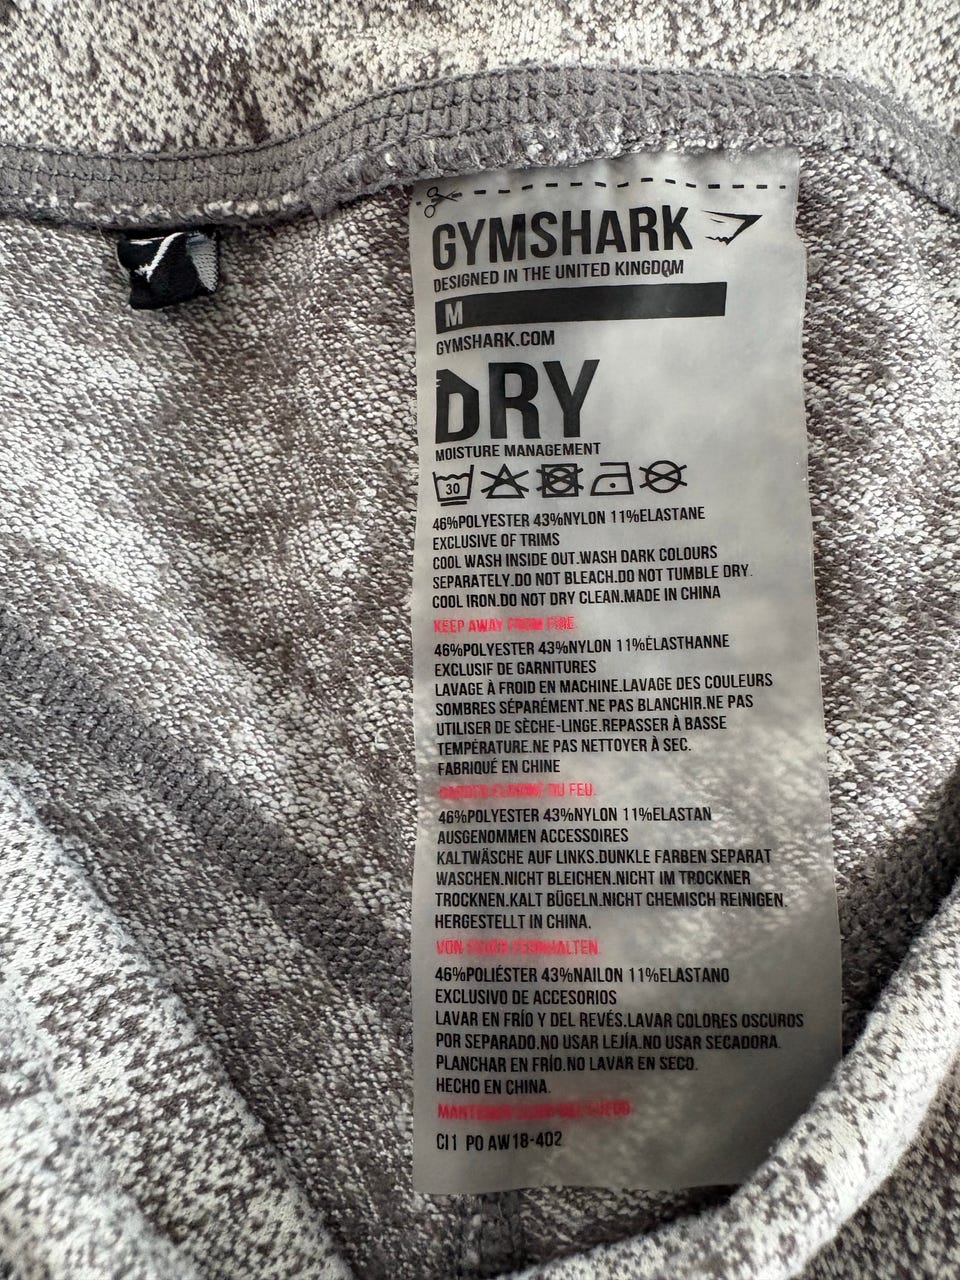 GYMSHARK
DESIGNED IN THE UNITED KINGDOM
M
GYMSHARK.COM
DRY
MOISTURE MANAGEMENT
30
46%POLYESTER 43%NYLON 11%ELASTANE
EXCLUSIVE OF TRIMS
COOL WASH INSIDE OUT.WASH DARK COLOURS
SEPARATELY.DO NOT BLEACH.DO NOT TUMBLE DRY.
COOL IRON.DO NOT DRY CLEAN.MADE IN CHINA
KEEP AWAY FROM FIRE.
46%POLYESTER 43%NYLON 11%ÉLASTHANNE
EXCLUSIF DE GARNITURES
LAVAGE À FROID EN MACHINE.LAVAGE DES COULEURS
SOMBRES SÉPARÉMENT.NE PAS BLANCHIR.NE PAS
UTILISER DE SÈCHE-LINGE.REPASSER À BASSE
TEMPÉRATURE.NE PAS NETTOYER À SEC.
FABRIQUÉ EN CHINE
DU FEU.
46%POLYESTER 43%NYLON 11%ELASTAN
AUSGENOMMEN ACCESSOIRES
KALTWÄSCHE AUF LINKS.DUNKLE FARBEN SEPARAT
WASCHEN.NICHT BLEICHEN.NICHT IM TROCKNER
TROCKNEN.KALT BÜGELN.NICHT CHEMISCH REINIGEN.
HERGESTELLT IN CHINA.
VON
46%POLIÉSTER 43%NAILON 11%ELASTANO
EXCLUSIVO DE ACCESORIOS
LAVAR EN FRÍO Y DEL REVÉS.LAVAR COLORES OSCUROS
POR SEPARADO.NO USAR LEJÍA.NO USAR SECADORA.
PLANCHAR EN FRÍO.NO LAVAR EN SECO.
HECHO EN CHINA.
CI1 PO AW18-402